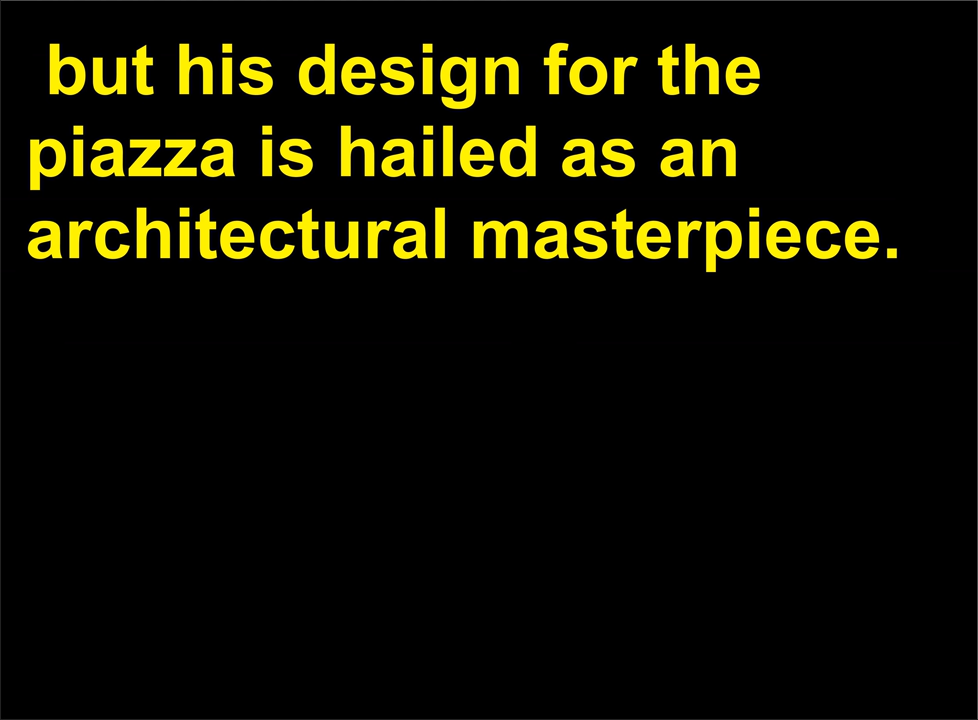 but his design for the
piazza is hailed as an
architectural masterpiece.